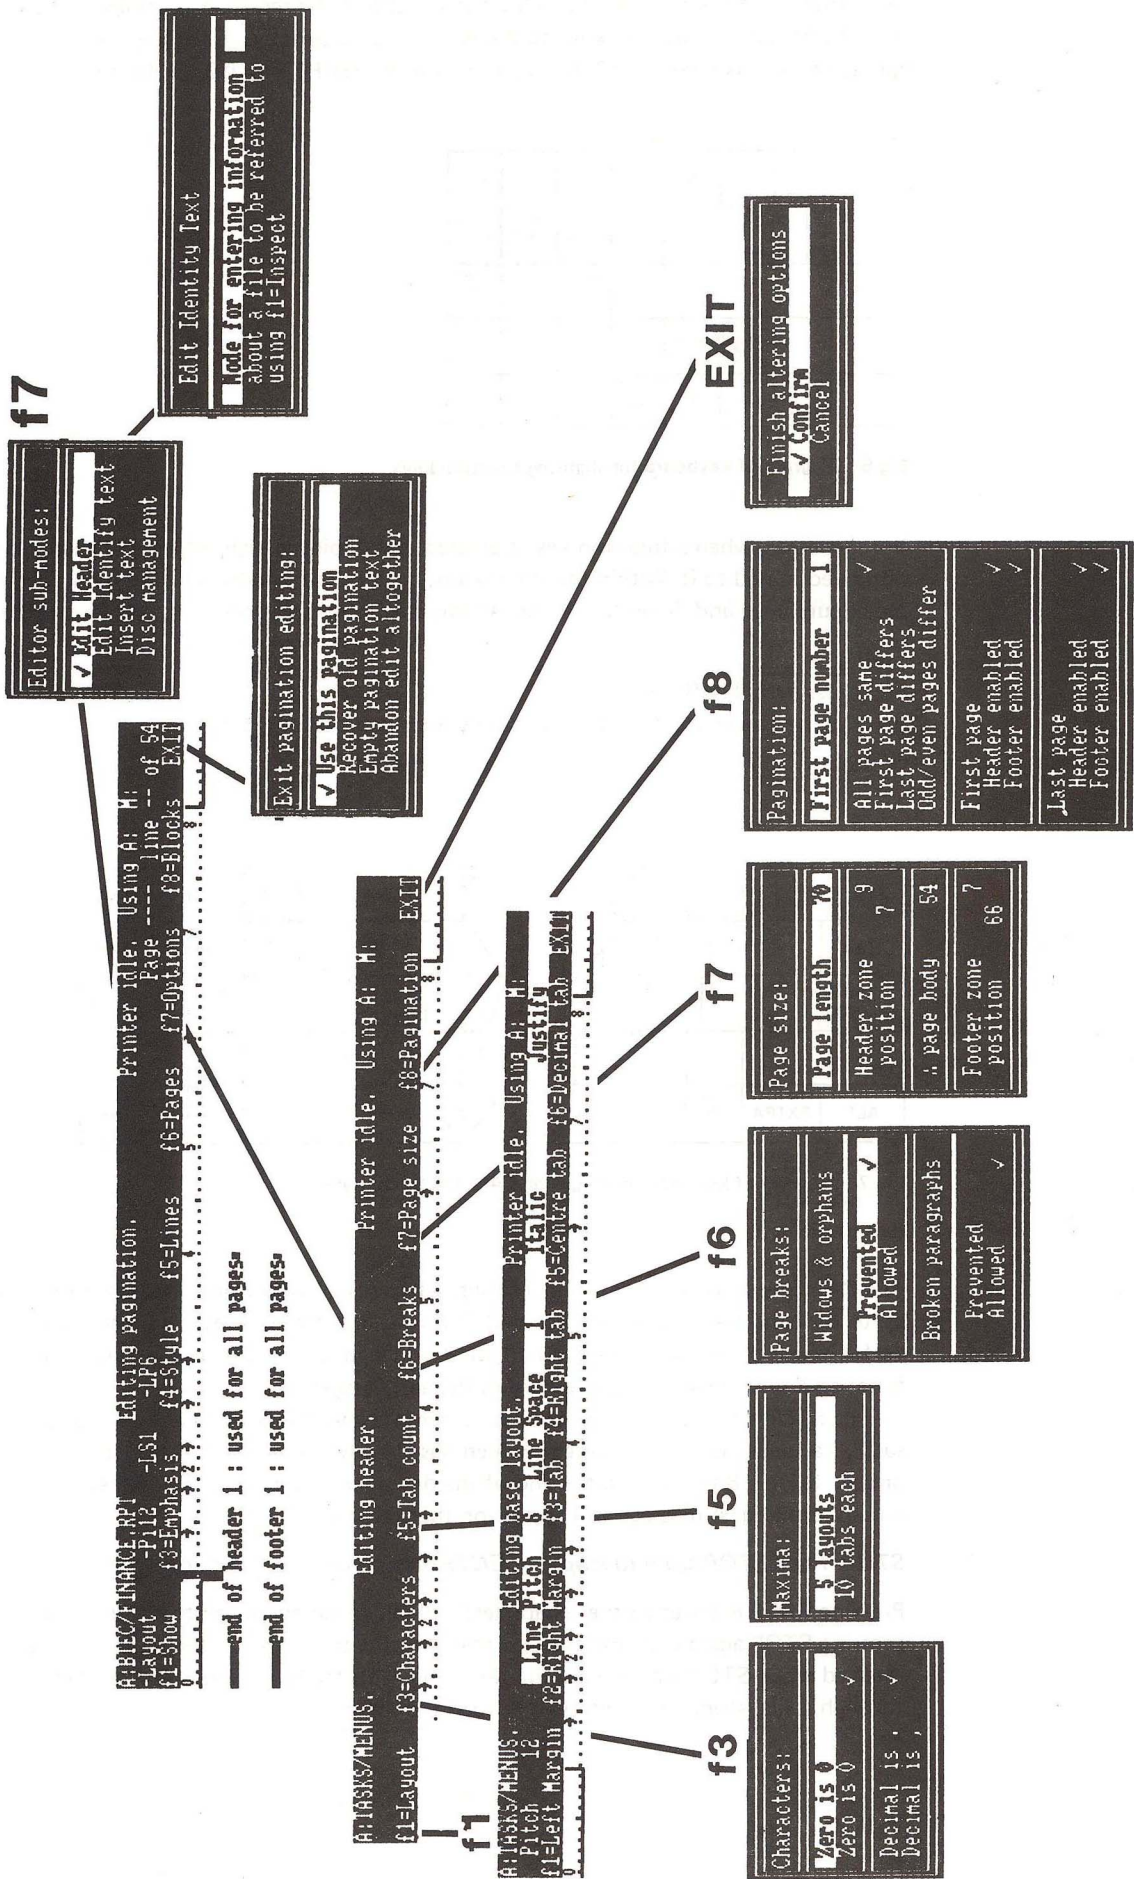 f7
Editor sub-modes:
✓ Edit Header
Edit Identify text
Insert text
Disc management
Edit Identity Text
Mode for entering information
about a file to be referred to
using f1=Inspect
A:BTEC/FINANCE.RPT Editing pagination. Printer idle. Using A: M:
-Layout -Pi12 -LS1 -LP6 Page ---- line -- of 54
f1=Show f3=Emphasis f4=Style f5=Lines f6=Pages f7=Options f8=Blocks EXIT
end of header 1 : used for all pages
end of footer 1 : used for all pages
Exit pagination editing:
✓ Use this pagination
Recover old pagination
Empty pagination text
Abandon edit altogether
A:TASKS/MENUS. Editing header. Printer idle. Using A: M:
f1=Layout f3=Characters f5=Tab count f6=Breaks f7=Page size f8=Pagination EXIT
f1
A:TASKS/MENUS. Editing base layout. Printer idle. Using A: M:
Pitch 12 Line Pitch 6 Line Space 1 Italic Justify
f1=Left Margin f2=Right Margin f3=Tab f4=Right tab f5=Centre tab f6=Decimal tab EXIT
EXIT
Finish altering options
✓ Confirm
Cancel
f3
Characters:
Zero is 0
Zero is 0 ✓
Decimal is . ✓
Decimal is ,
f5
Maxima:
5 layouts
10 tabs each
f6
Page breaks:
Widows & orphans
Prevented ✓
Allowed
Broken paragraphs
Prevented
Allowed ✓
f7
Page size:
Page length 70
Header zone 9
position 7
∴ page body 54
Footer zone 7
position 66
f8
Pagination:
First page number 1
All pages same ✓
First page differs
Last page differs
Odd/even pages differ
First page
Header enabled ✓
Footer enabled ✓
Last page
Header enabled ✓
Footer enabled ✓